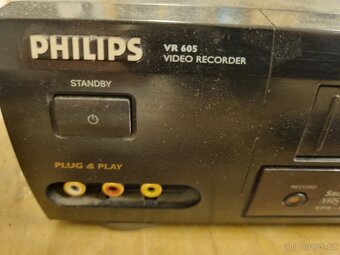 PHILIPS
VR 605
VIDEO RECORDER
STANDBY
PLUG & PLAY
RECORD